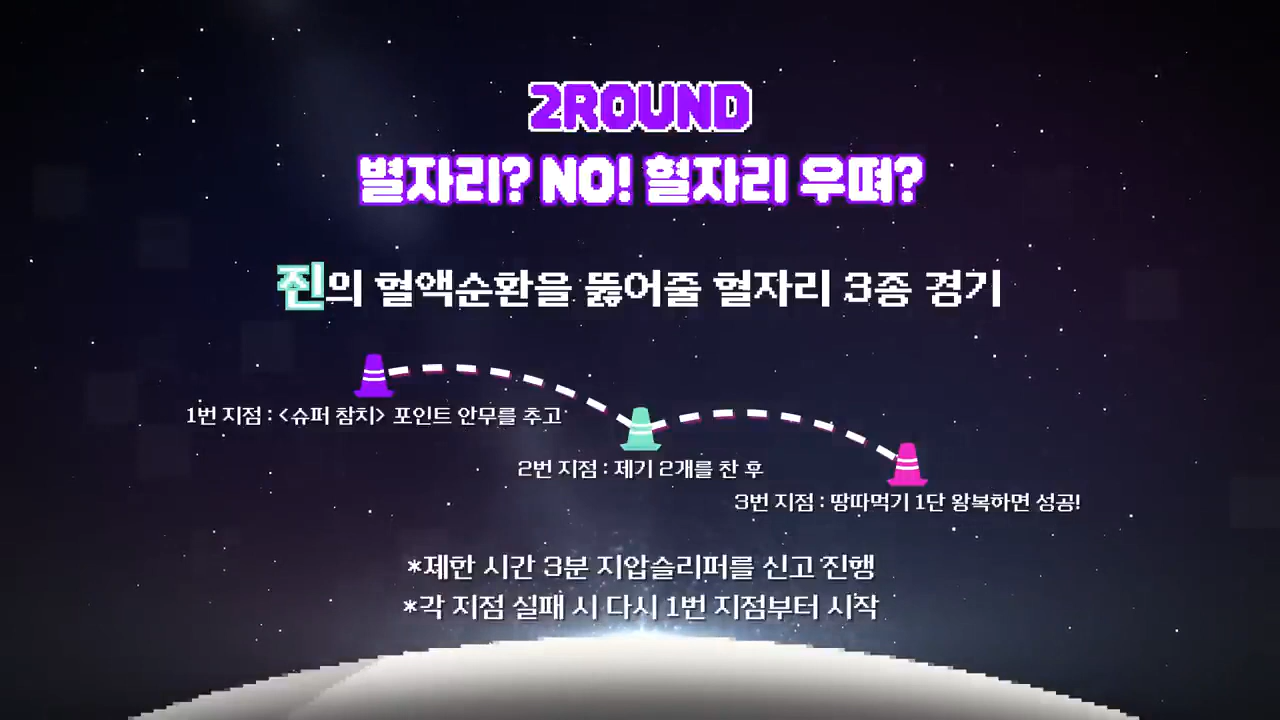 2ROUND
별자리? NO! 혈자리 우떠?
진의 혈액순환을 뚫어줄 혈자리 3종 경기
1번 지점 : <슈퍼 참치> 포인트 안무를 추고
2번 지점 : 제기 2개를 찬 후
3번 지점 : 땅따먹기 1단 왕복하면 성공!
*제한 시간 3분 지압슬리퍼를 신고 진행
*각 지점 실패 시 다시 1번 지점부터 시작